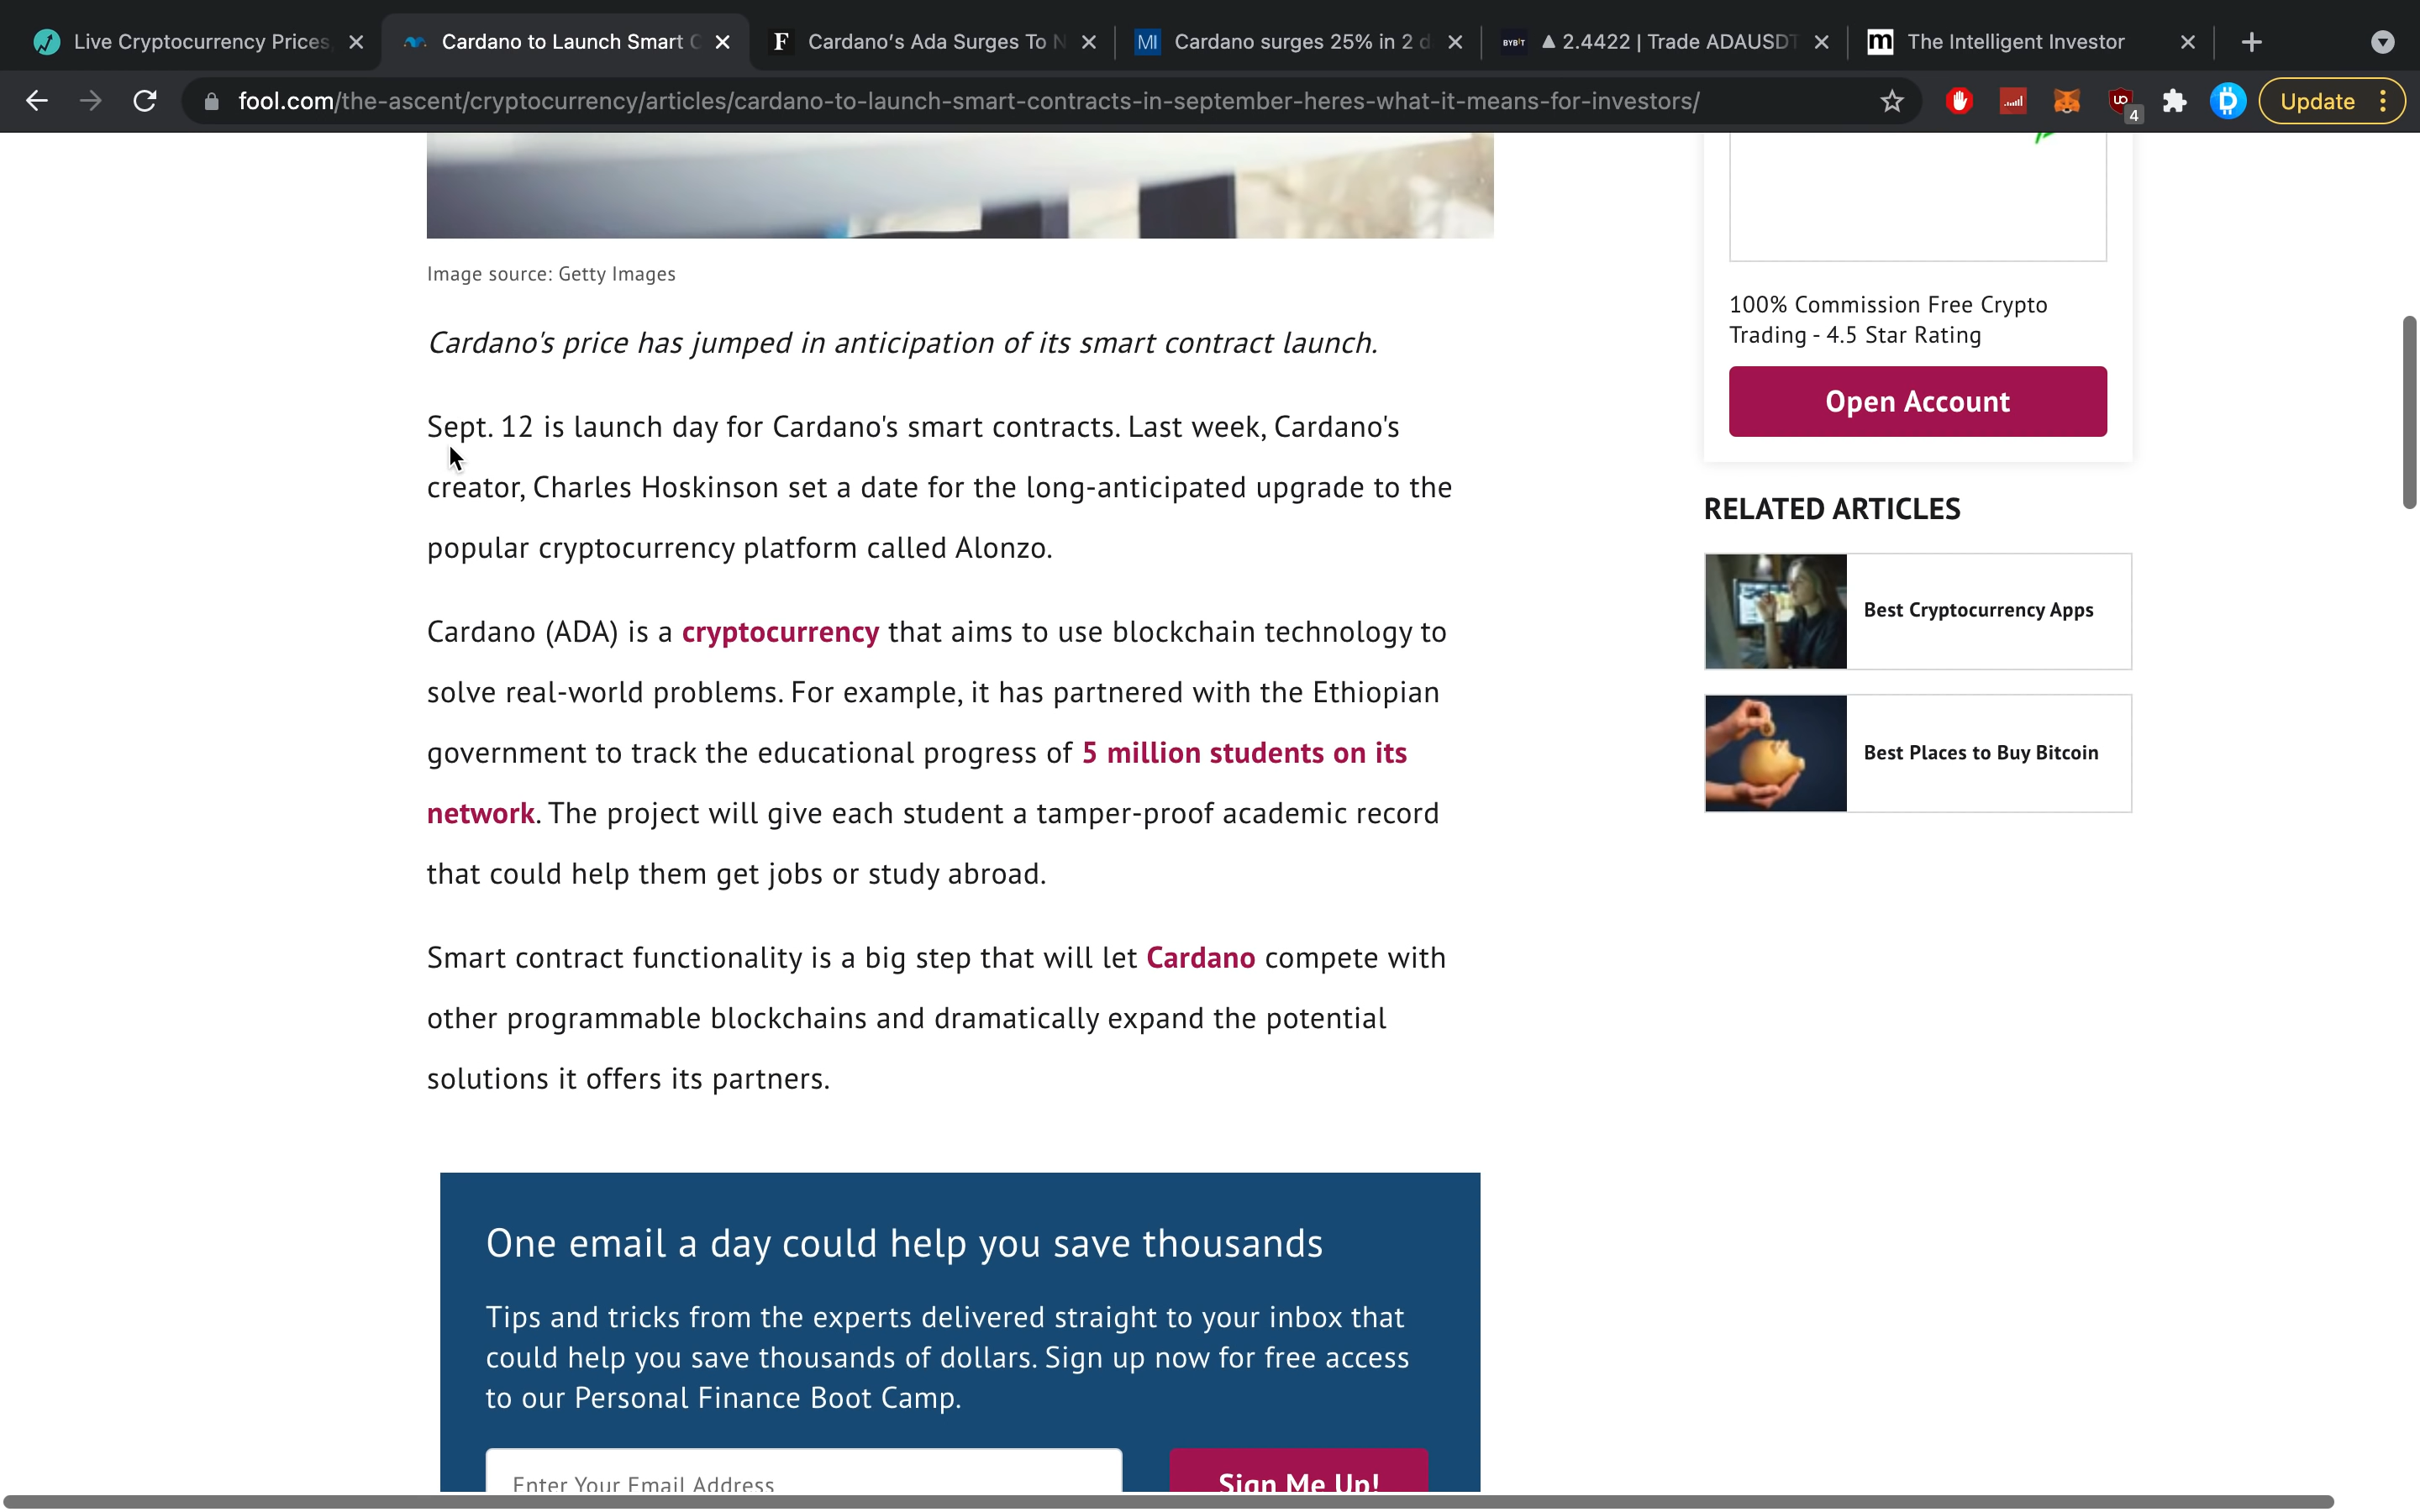 Live Cryptocurrency Prices
Cardano to Launch Smart C
Cardano's Ada Surges To N
MI
Cardano surges 25% in 2 d
BYBIT
▲ 2.4422 | Trade ADAUSDT
m
The Intelligent Investor
fool.com/the-ascent/cryptocurrency/articles/cardano-to-launch-smart-contracts-in-september-heres-what-it-means-for-investors/
4
Update
Image source: Getty Images
Cardano's price has jumped in anticipation of its smart contract launch.
Sept. 12 is launch day for Cardano's smart contracts. Last week, Cardano's
creator, Charles Hoskinson set a date for the long-anticipated upgrade to the
popular cryptocurrency platform called Alonzo.
Cardano (ADA) is a cryptocurrency that aims to use blockchain technology to
solve real-world problems. For example, it has partnered with the Ethiopian
government to track the educational progress of 5 million students on its
network. The project will give each student a tamper-proof academic record
that could help them get jobs or study abroad.
Smart contract functionality is a big step that will let Cardano compete with
other programmable blockchains and dramatically expand the potential
solutions it offers its partners.
One email a day could help you save thousands
Tips and tricks from the experts delivered straight to your inbox that
could help you save thousands of dollars. Sign up now for free access
to our Personal Finance Boot Camp.
Enter Your Email Address
Sign Me Up!
100% Commission Free Crypto
Trading - 4.5 Star Rating
Open Account
RELATED ARTICLES
Best Cryptocurrency Apps
Best Places to Buy Bitcoin